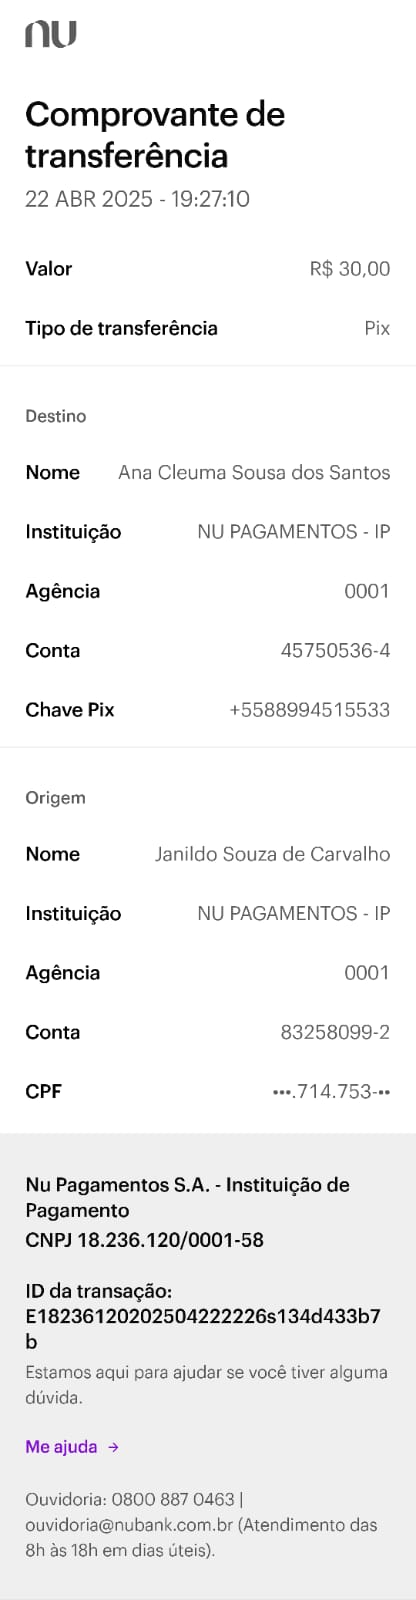 nu
Comprovante de
transferência
22 ABR 2025 - 19:27:10
Valor R$ 30,00
Tipo de transferência Pix
Destino
Nome Ana Cleuma Sousa dos Santos
Instituição NU PAGAMENTOS - IP
Agência 0001
Conta 45750536-4
Chave Pix +5588994515533
Origem
Nome Janildo Souza de Carvalho
Instituição NU PAGAMENTOS - IP
Agência 0001
Conta 83258099-2
CPF •••.714.753-••
Nu Pagamentos S.A. - Instituição de
Pagamento
CNPJ 18.236.120/0001-58
ID da transação:
E18236120202504222226s134d433b7
b
Estamos aqui para ajudar se você tiver alguma
dúvida.
Me ajuda →
Ouvidoria: 0800 887 0463 |
ouvidoria@nubank.com.br (Atendimento das
8h às 18h em dias úteis).